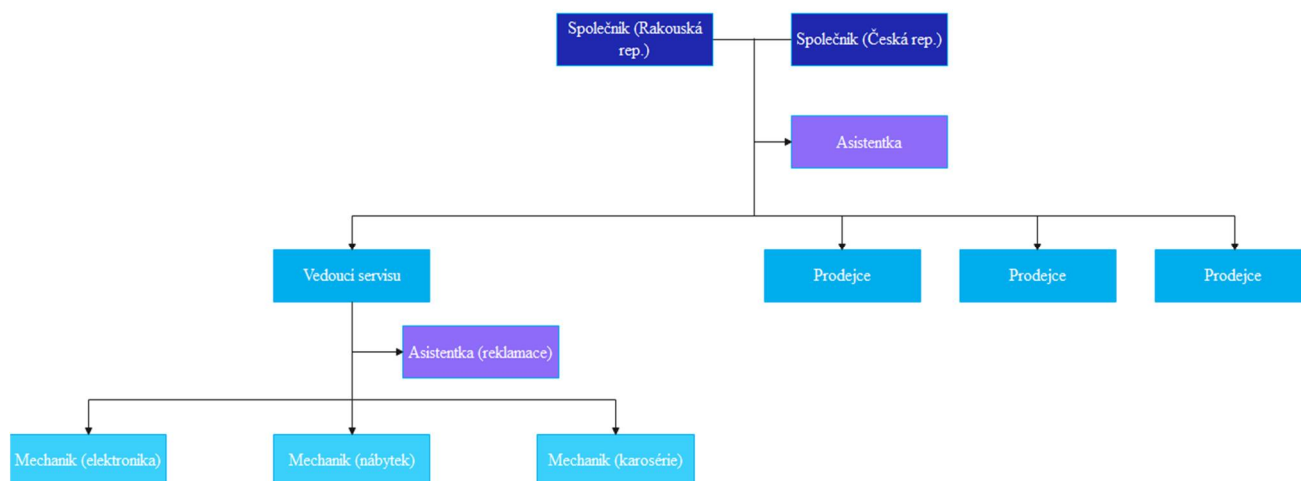 Společník (Rakouská
rep.)
Společník (Česká rep.)
Asistentka
Vedoucí servisu
Prodejce
Prodejce
Prodejce
Asistentka (reklamace)
Mechanik (elektronika)
Mechanik (nábytek)
Mechanik (karosérie)